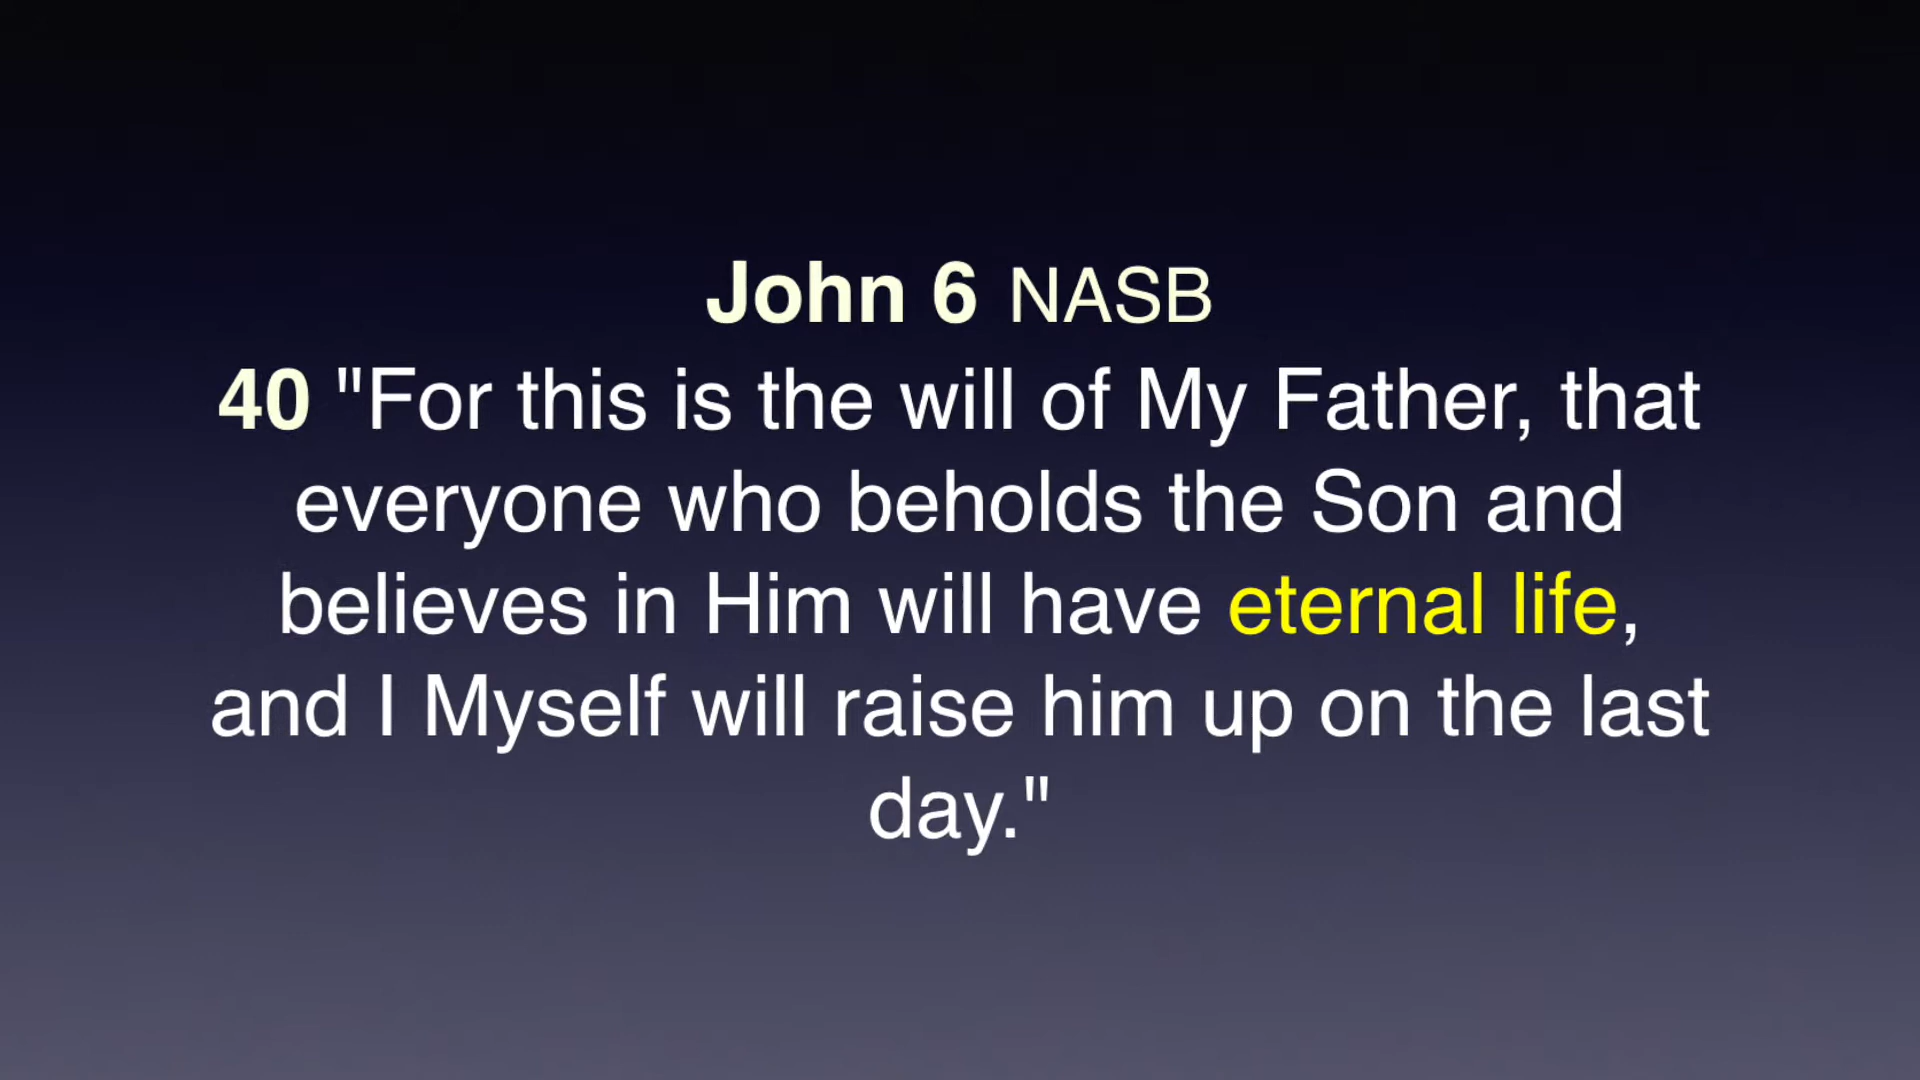 John 6 NASB
40 "For this is the will of My Father, that
everyone who beholds the Son and
believes in Him will have eternal life,
and I Myself will raise him up on the last
day."